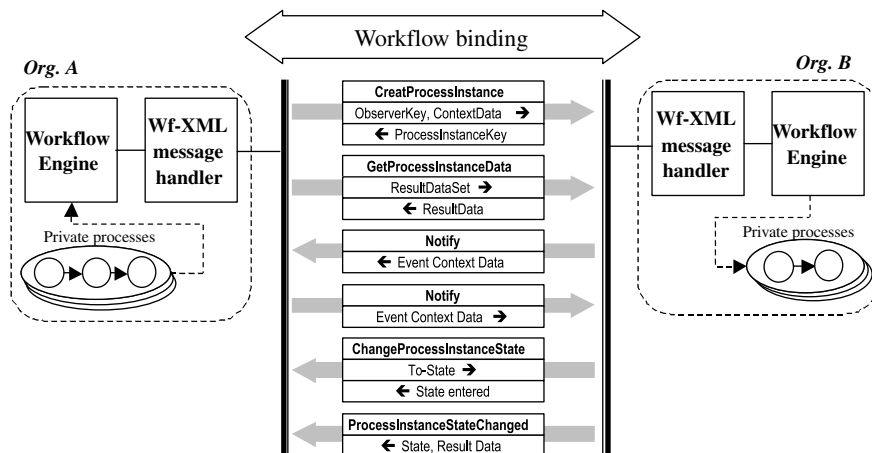 Workflow binding
Org. A
Workflow
Engine
Wf-XML
message
handler
Private processes
CreatProcessInstance
ObserverKey, ContextData →
← ProcessInstanceKey
GetProcessInstanceData
ResultDataSet →
← ResultData
Notify
← Event Context Data
Notify
Event Context Data →
ChangeProcessInstanceState
To-State →
← State entered
ProcessInstanceStateChanged
← State, Result Data
Org. B
Wf-XML
message
handler
Workflow
Engine
Private processes